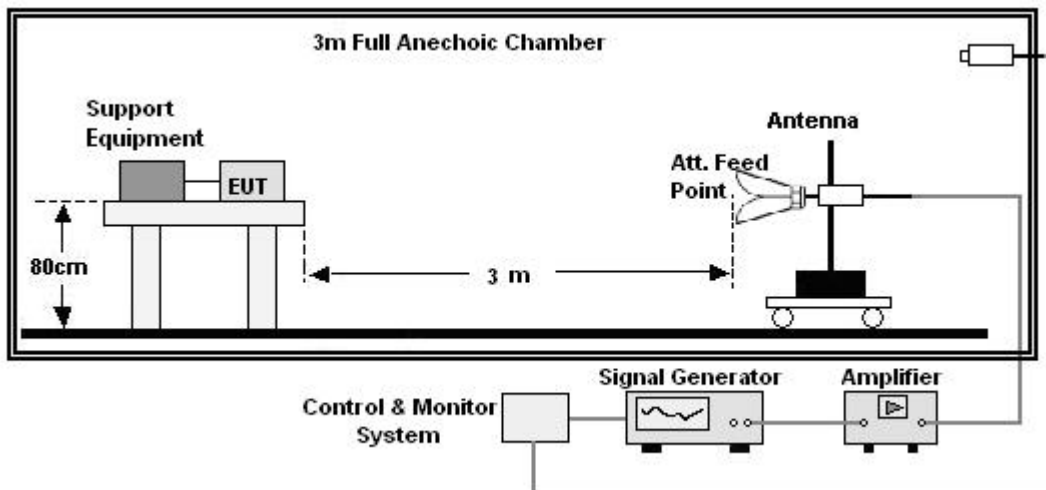 3m Full Anechoic Chamber
Support
Equipment
Antenna
Att. Feed
Point
EUT
80cm
3 m
Signal Generator
Amplifier
Control & Monitor
System